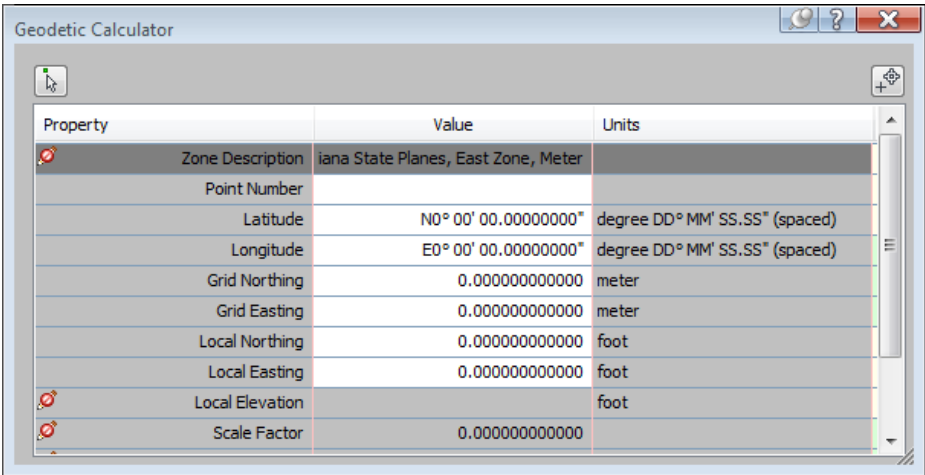 Geodetic Calculator
Property Value Units
Zone Description iana State Planes, East Zone, Meter
Point Number
Latitude N0° 00' 00.00000000" degree DD° MM' SS.SS" (spaced)
Longitude E0° 00' 00.00000000" degree DD° MM' SS.SS" (spaced)
Grid Northing 0.000000000000 meter
Grid Easting 0.000000000000 meter
Local Northing 0.000000000000 foot
Local Easting 0.000000000000 foot
Local Elevation foot
Scale Factor 0.000000000000